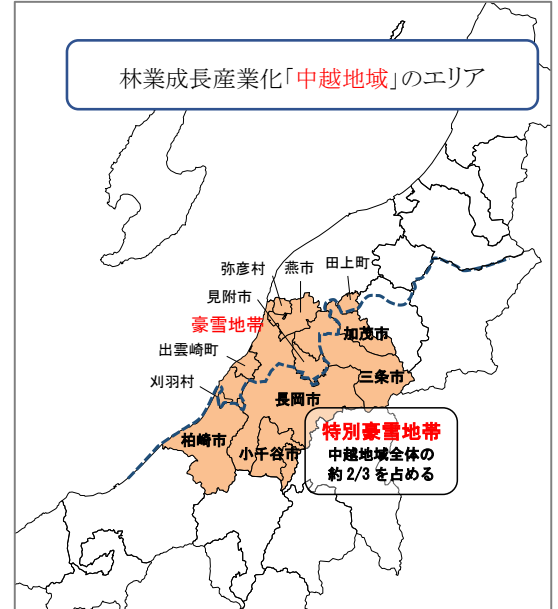 林業成長産業化「中越地域」のエリア
弥彦村
燕市
田上町
見附市
豪雪地帯
加茂市
出雲崎町
三条市
刈羽村
長岡市
柏崎市
小千谷市
特別豪雪地帯
中越地域全体の
約 2/3 を占める